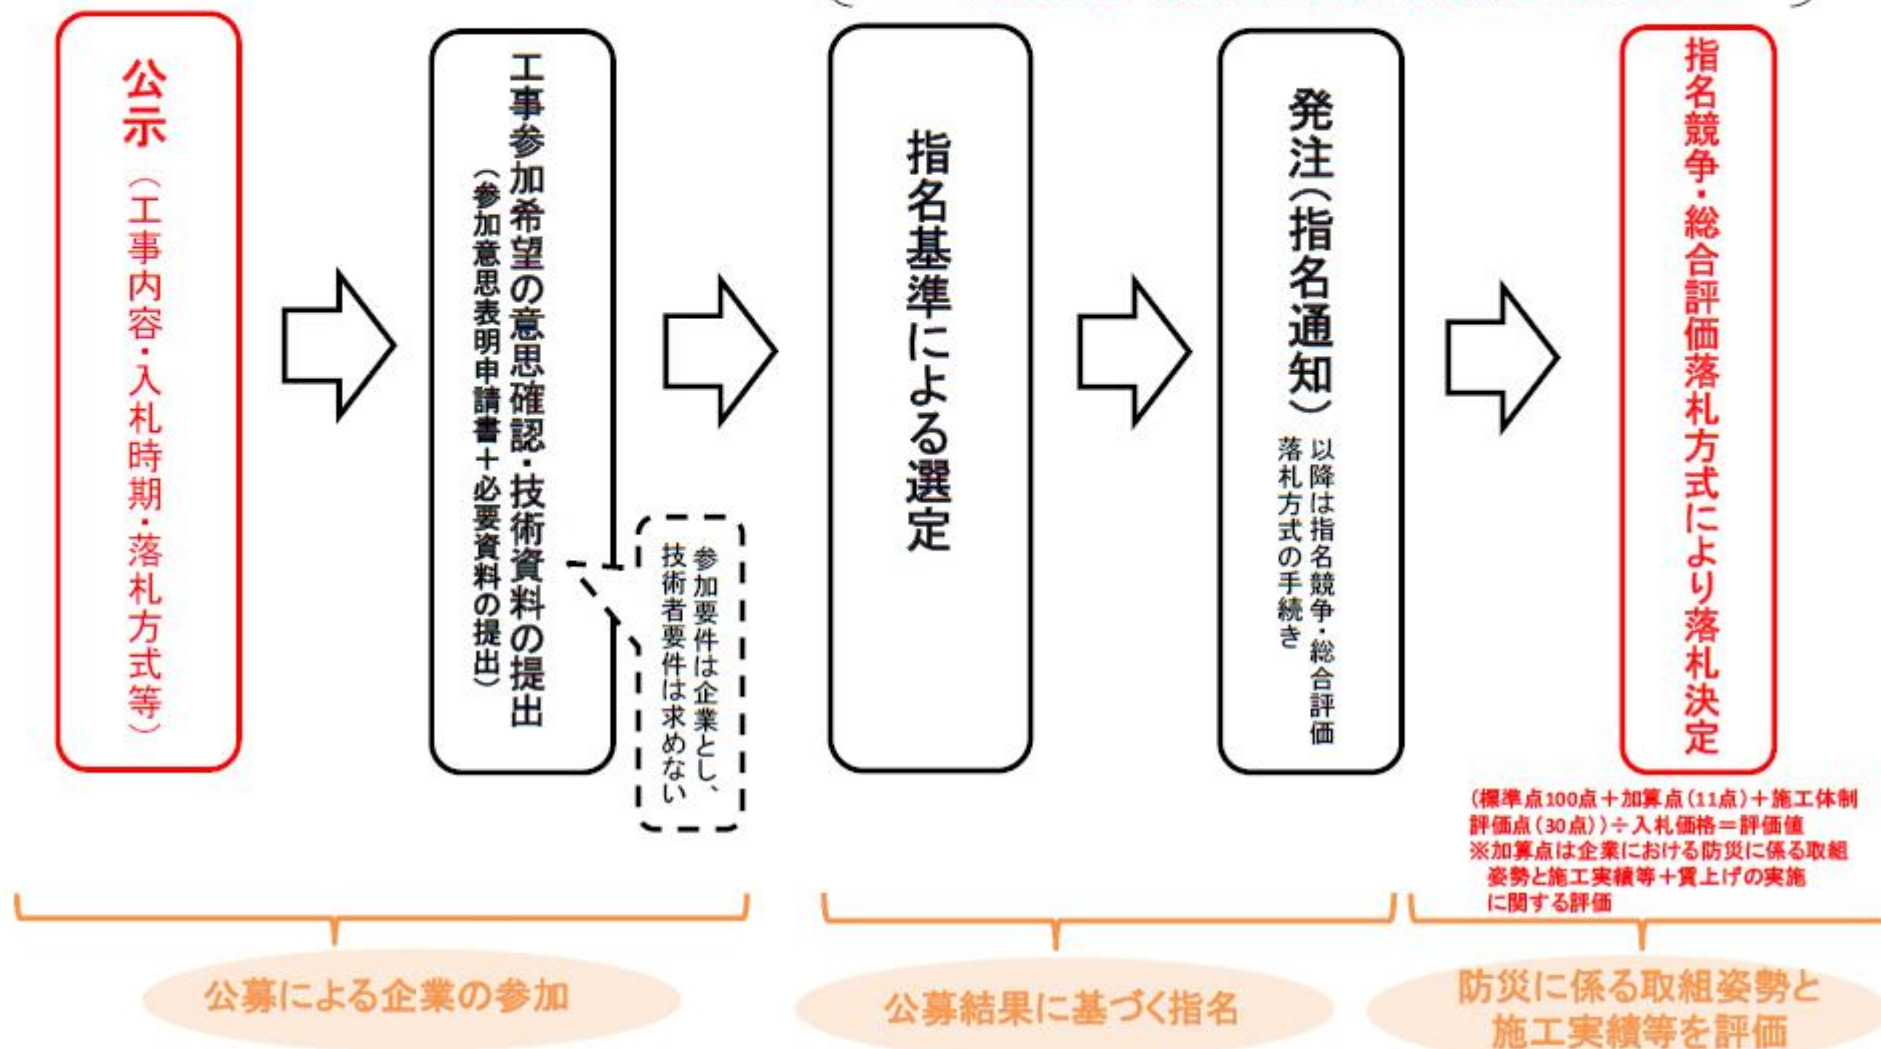 公示（工事内容・入札時期・落札方式等）
工事参加希望の意思確認・技術資料の提出
（参加意思表明申請書＋必要資料の提出）
参加要件は企業とし、
技術者要件は求めない
指名基準による選定
発注（指名通知）
以降は指名競争・総合評価
落札方式の手続き
指名競争・総合評価落札方式により落札決定
（標準点100点＋加算点（11点）＋施工体制
評価点（30点））÷入札価格＝評価値
※加算点は企業における防災に係る取組
姿勢と施工実績等＋賃上げの実施
に関する評価
公募による企業の参加
公募結果に基づく指名
防災に係る取組姿勢と
施工実績等を評価